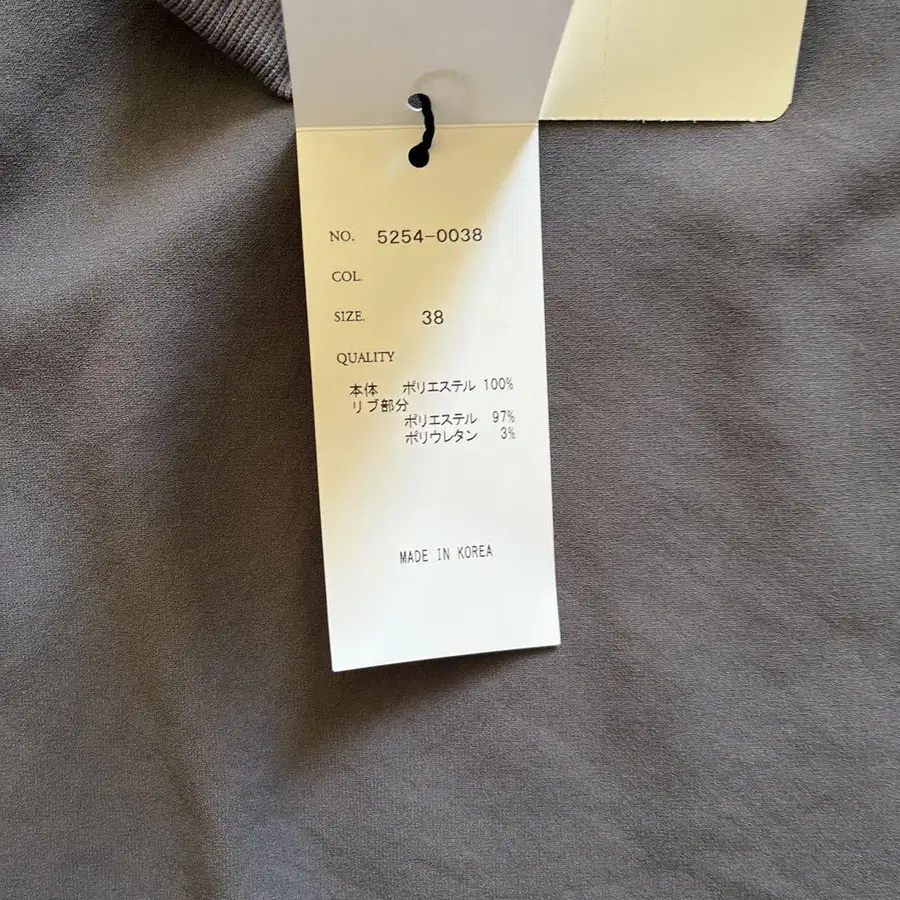 NO. 5254-0038
COL.
SIZE. 38
QUALITY
本体 ポリエステル 100%
リブ部分
ポリエステル 97%
ポリウレタン 3%
MADE IN KOREA